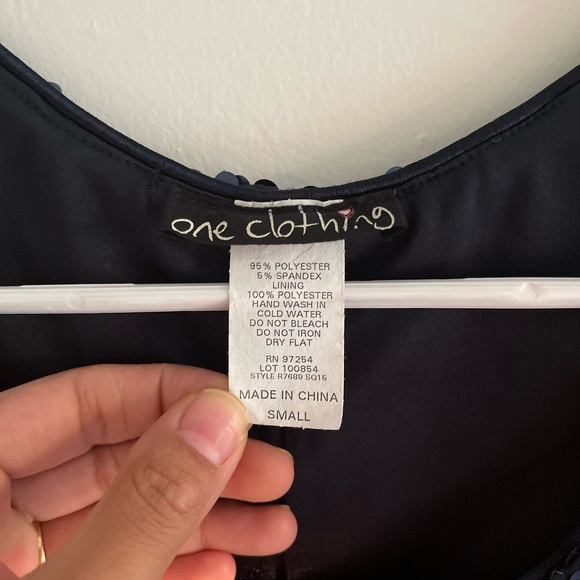 one clothing
95% POLYESTER
5% SPANDEX
LINING
100% POLYESTER
HAND WASH IN
COLD WATER
DO NOT BLEACH
DO NOT IRON
DRY FLAT
RN 97254
LOT 100854
STYLE R7689 SQ15
MADE IN CHINA
SMALL